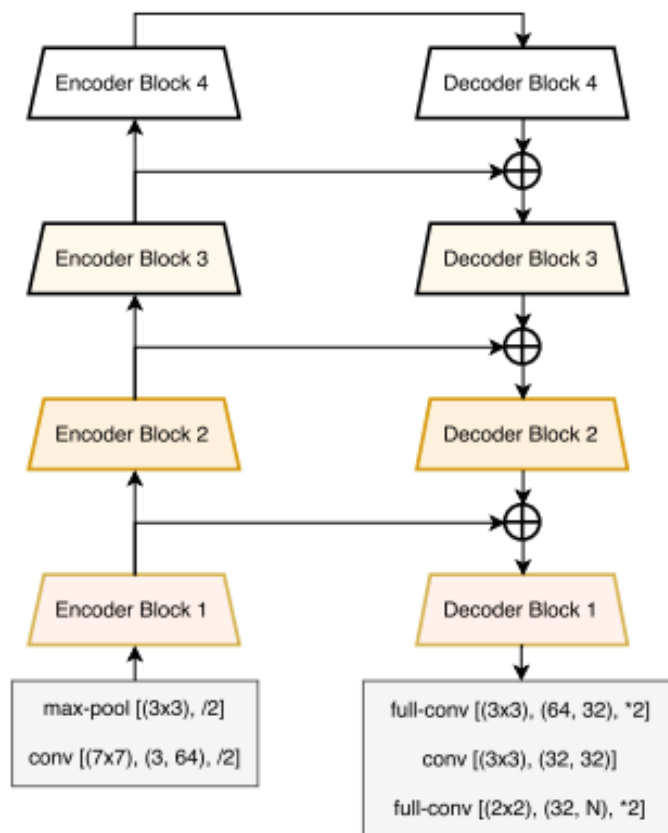 Encoder Block 4
Decoder Block 4
Encoder Block 3
Decoder Block 3
Encoder Block 2
Decoder Block 2
Encoder Block 1
Decoder Block 1
max-pool [(3x3), /2]
conv [(7x7), (3, 64), /2]
full-conv [(3x3), (64, 32), *2]
conv [(3x3), (32, 32)]
full-conv [(2x2), (32, N), *2]